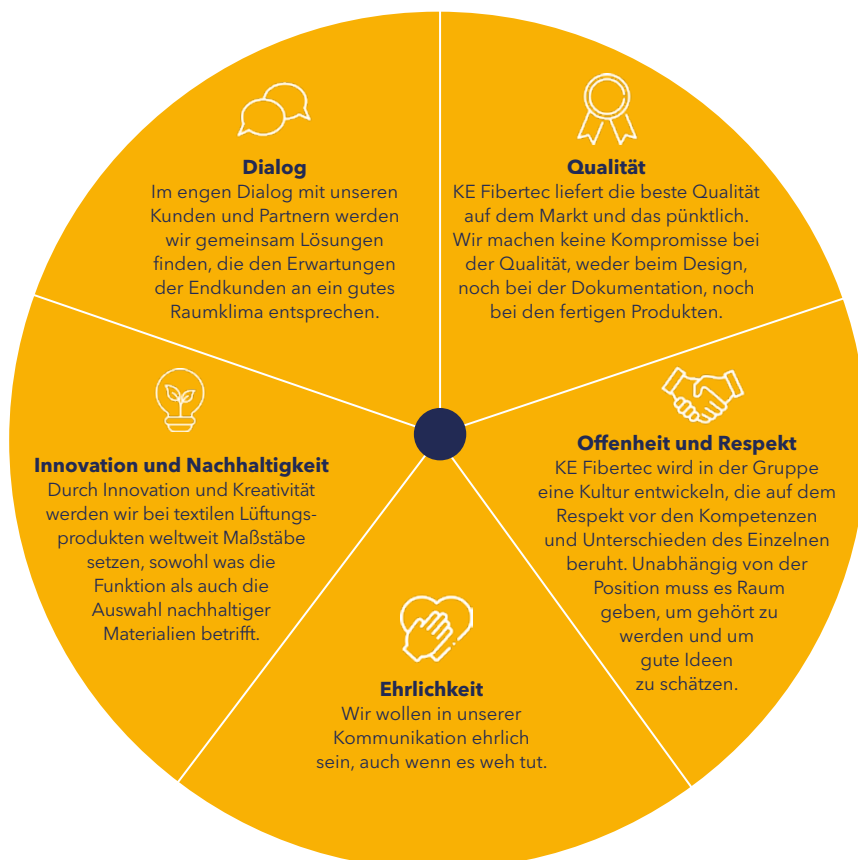 Dialog
Im engen Dialog mit unseren
Kunden und Partnern werden
wir gemeinsam Lösungen
finden, die den Erwartungen
der Endkunden an ein gutes
Raumklima entsprechen.
Qualität
KE Fibertec liefert die beste Qualität
auf dem Markt und das pünktlich.
Wir machen keine Kompromisse bei
der Qualität, weder beim Design,
noch bei der Dokumentation, noch
bei den fertigen Produkten.
Innovation und Nachhaltigkeit
Durch Innovation und Kreativität
werden wir bei textilen Lüftungs-
produkten weltweit Maßstäbe
setzen, sowohl was die
Funktion als auch die
Auswahl nachhaltiger
Materialien betrifft.
Offenheit und Respekt
KE Fibertec wird in der Gruppe
eine Kultur entwickeln, die auf dem
Respekt vor den Kompetenzen
und Unterschieden des Einzelnen
beruht. Unabhängig von der
Position muss es Raum
geben, um gehört zu
werden und um
gute Ideen
zu schätzen.
Ehrlichkeit
Wir wollen in unserer
Kommunikation ehrlich
sein, auch wenn es weh tut.